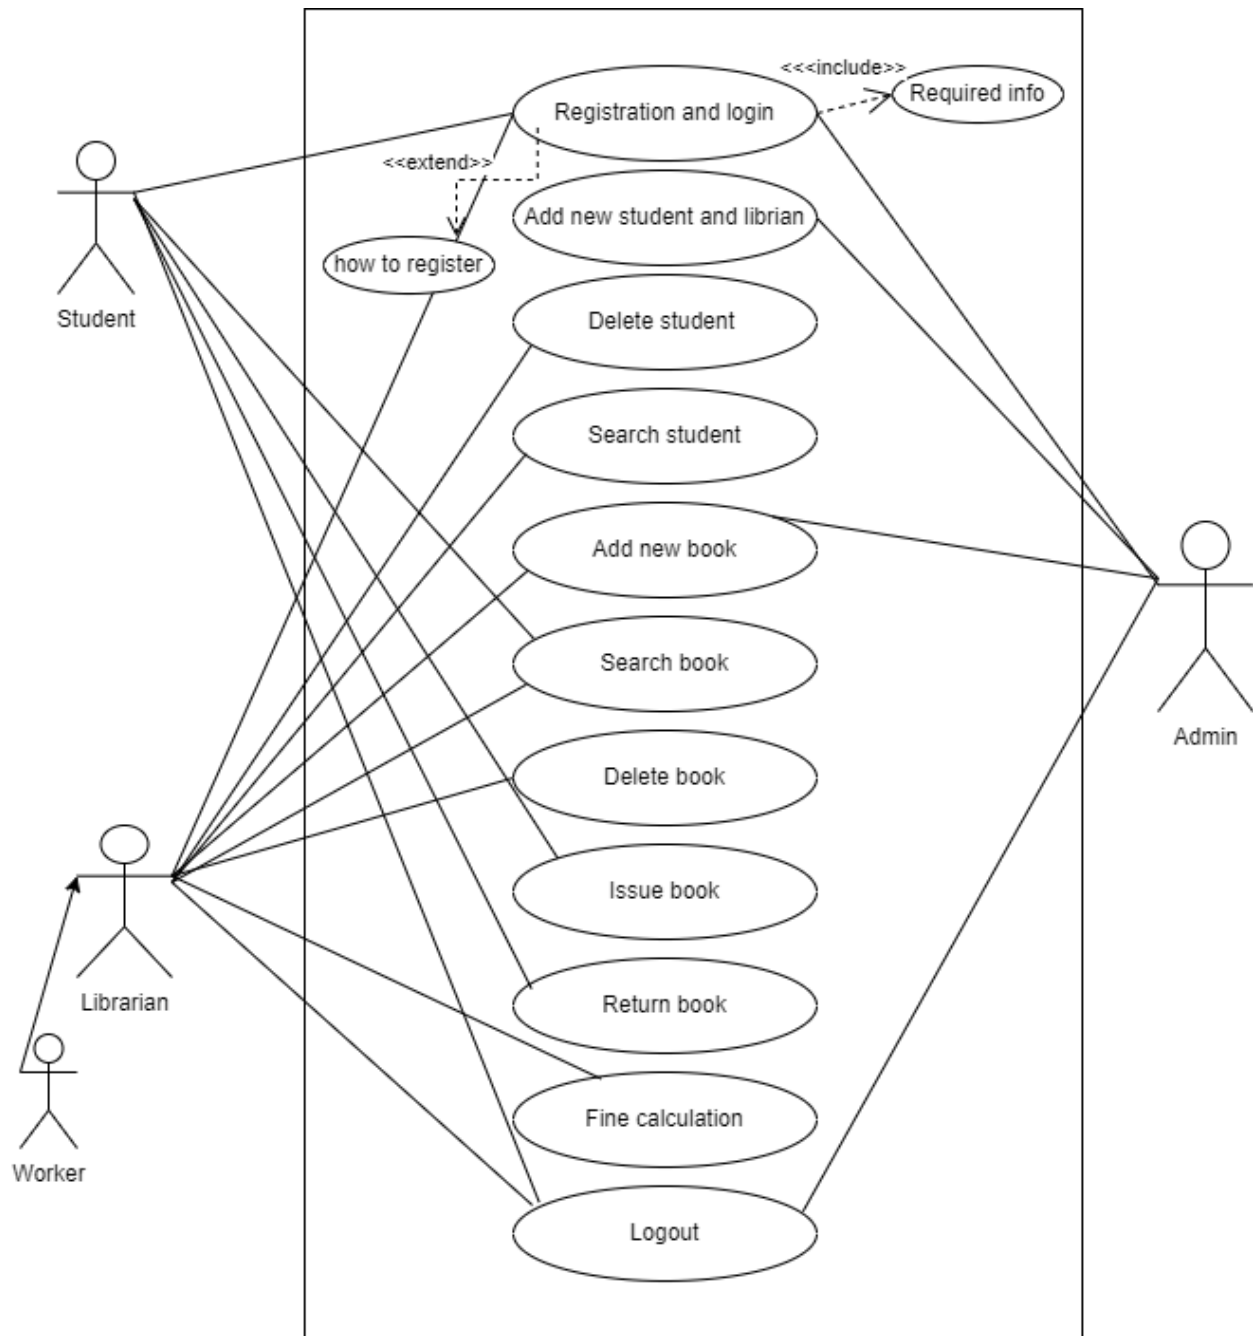 <<<include>>
Required info
Registration and login
<<extend>>
Add new student and librian
how to register
Student
Delete student
Search student
Add new book
Search book
Admin
Delete book
Issue book
Librarian
Return book
Fine calculation
Worker
Logout